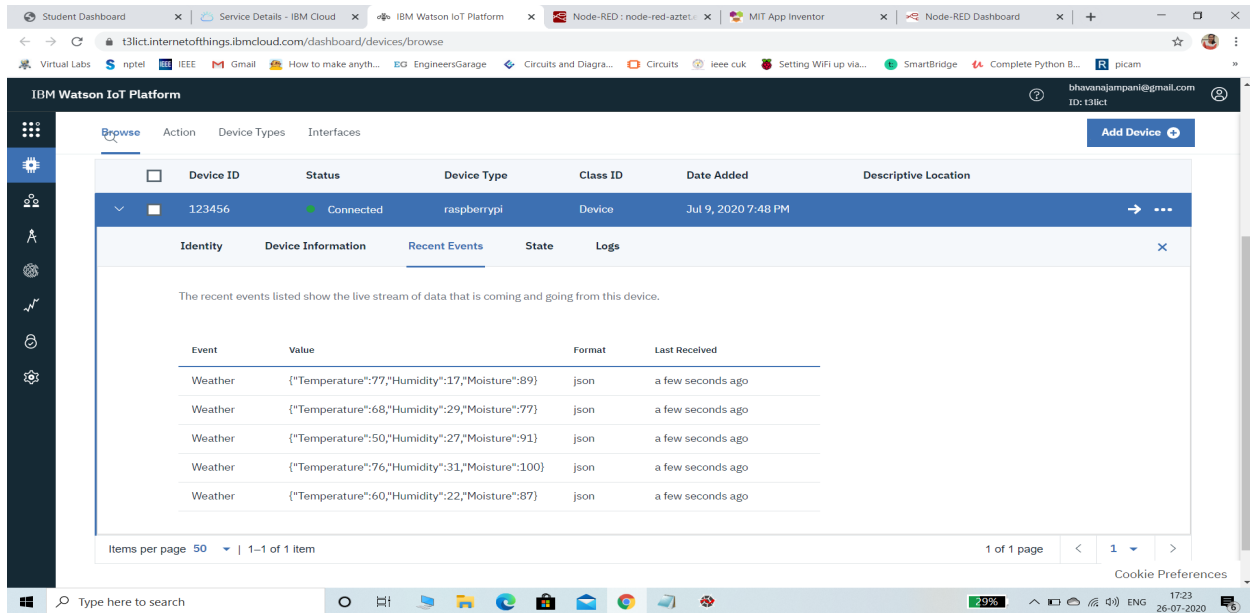 Student Dashboard Service Details - IBM Cloud IBM Watson IoT Platform Node-RED : node-red-aztet. MIT App Inventor Node-RED Dashboard
t3lict.internetofthings.ibmcloud.com/dashboard/devices/browse
Virtual Labs nptel IEEE Gmail How to make anyth... EngineersGarage Circuits and Diagra... Circuits ieee cuk Setting WiFi up via... SmartBridge Complete Python B... picam
IBM Watson IoT Platform bhavanajampani@gmail.com
ID: t3lict
Browse Action Device Types Interfaces Add Device
Device ID Status Device Type Class ID Date Added Descriptive Location
123456 Connected raspberrypi Device Jul 9, 2020 7:48 PM
Identity Device Information Recent Events State Logs
The recent events listed show the live stream of data that is coming and going from this device.
Event Value Format Last Received
Weather {"Temperature":77,"Humidity":17,"Moisture":89} json a few seconds ago
Weather {"Temperature":68,"Humidity":29,"Moisture":77} json a few seconds ago
Weather {"Temperature":50,"Humidity":27,"Moisture":91} json a few seconds ago
Weather {"Temperature":76,"Humidity":31,"Moisture":100} json a few seconds ago
Weather {"Temperature":60,"Humidity":22,"Moisture":87} json a few seconds ago
Items per page 50 | 1–1 of 1 item 1 of 1 page 1
Cookie Preferences
Type here to search 29% ENG 17:23
26-07-2020